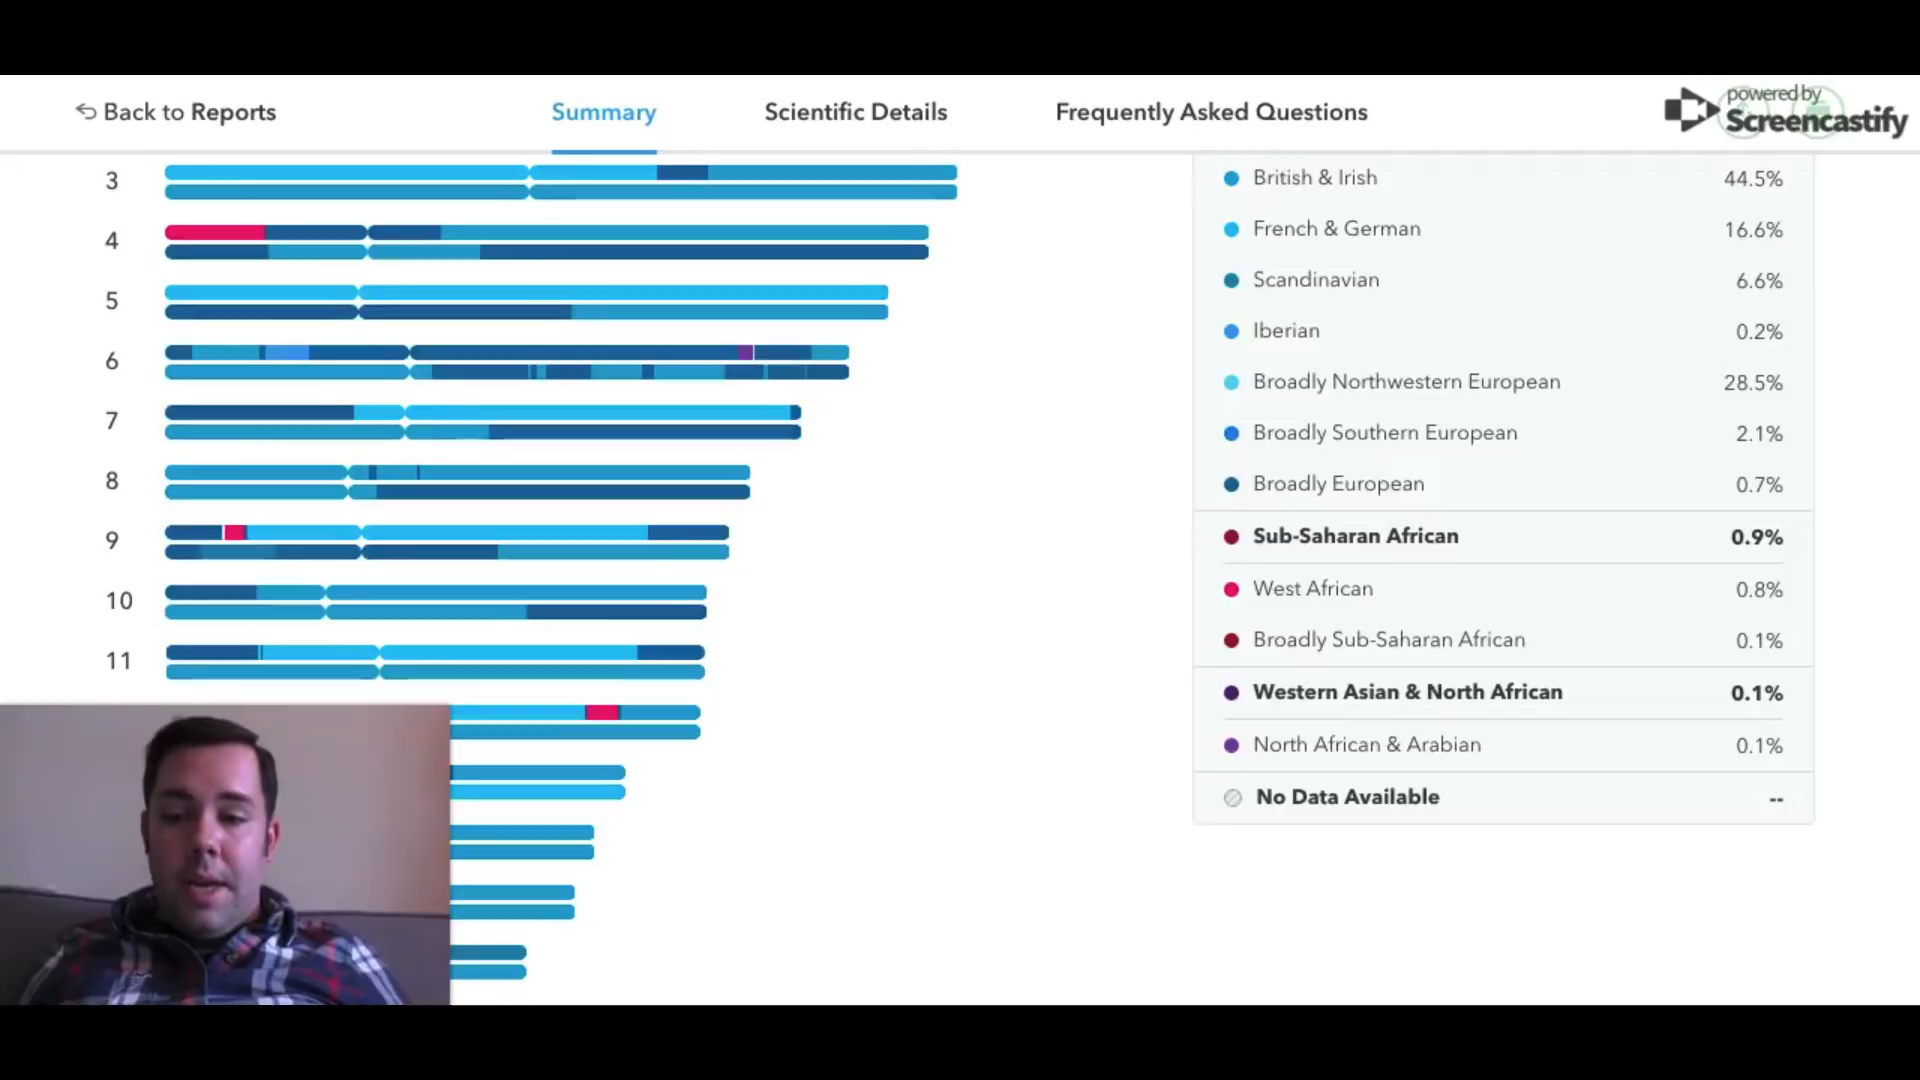 Back to Reports
Summary
Scientific Details
Frequently Asked Questions
powered by
Screencastify
3
4
5
6
7
8
9
10
11
British & Irish 44.5%
French & German 16.6%
Scandinavian 6.6%
Iberian 0.2%
Broadly Northwestern European 28.5%
Broadly Southern European 2.1%
Broadly European 0.7%
Sub-Saharan African 0.9%
West African 0.8%
Broadly Sub-Saharan African 0.1%
Western Asian & North African 0.1%
North African & Arabian 0.1%
No Data Available --